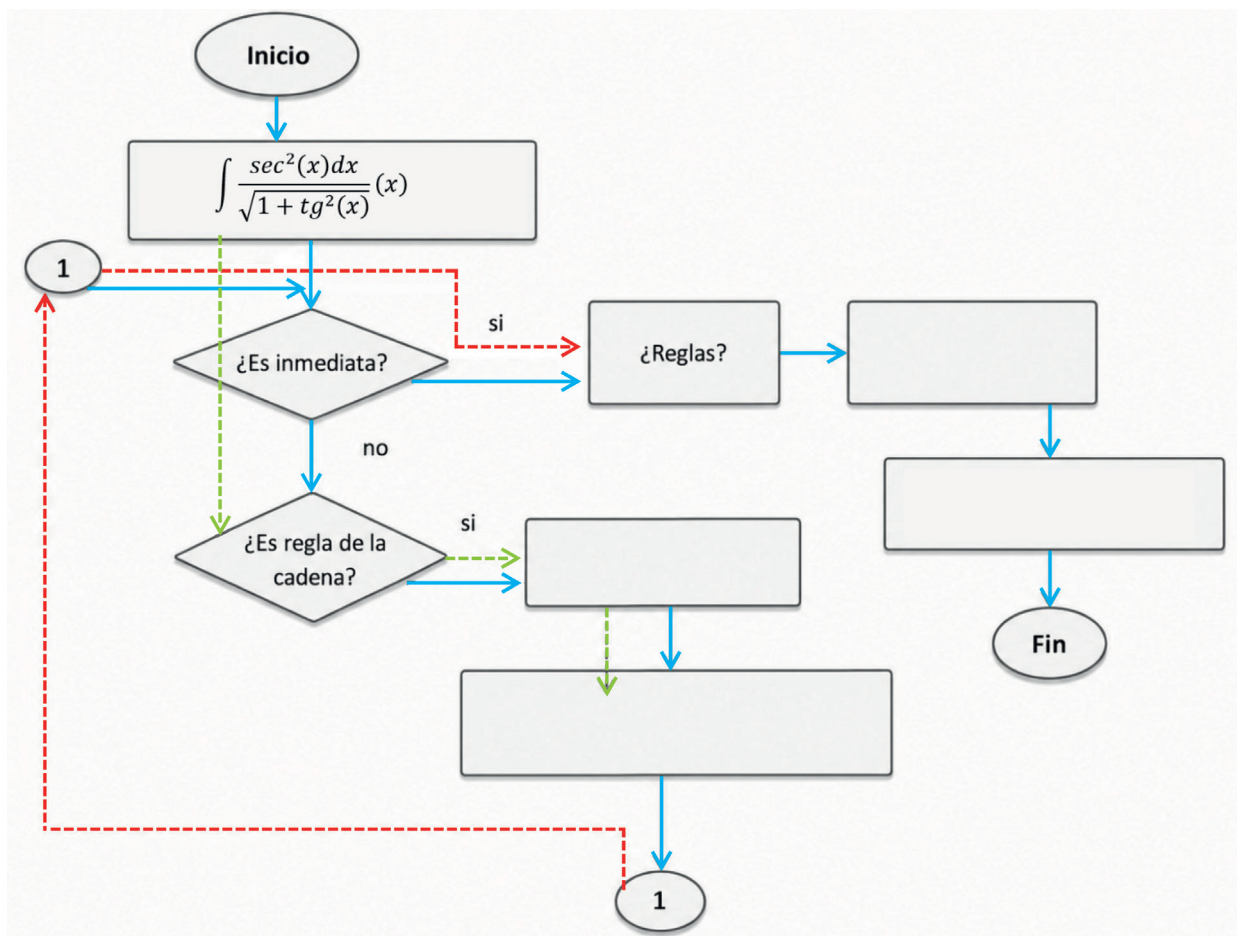 Inicio
∫ sec²(x)dx / √1 + tg²(x) (x)
1
si
¿Es inmediata?
¿Reglas?
no
si
¿Es regla de la
cadena?
Fin
1